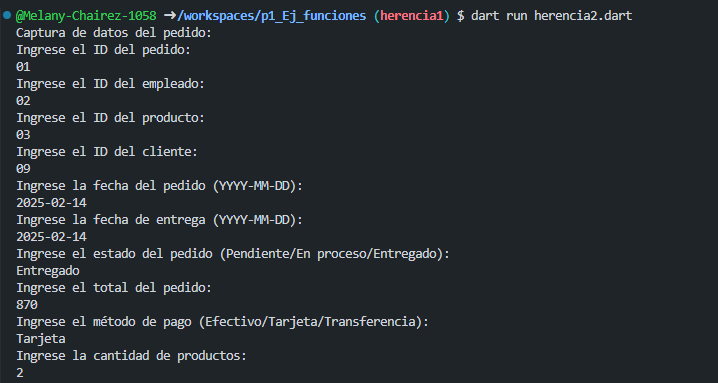 @Melany-Chairez-1058 ➜/workspaces/p1_Ej_funciones (herencia1) $ dart run herencia2.dart
Captura de datos del pedido:
Ingrese el ID del pedido:
01
Ingrese el ID del empleado:
02
Ingrese el ID del producto:
03
Ingrese el ID del cliente:
09
Ingrese la fecha del pedido (YYYY-MM-DD):
2025-02-14
Ingrese la fecha de entrega (YYYY-MM-DD):
2025-02-14
Ingrese el estado del pedido (Pendiente/En proceso/Entregado):
Entregado
Ingrese el total del pedido:
870
Ingrese el método de pago (Efectivo/Tarjeta/Transferencia):
Tarjeta
Ingrese la cantidad de productos:
2